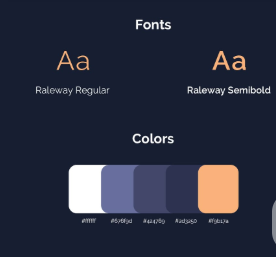 Fonts
Aa Aa
Raleway Regular Raleway Semibold
Colors
#ffffff #676f9d #424769 #2d3250 #f9b17a